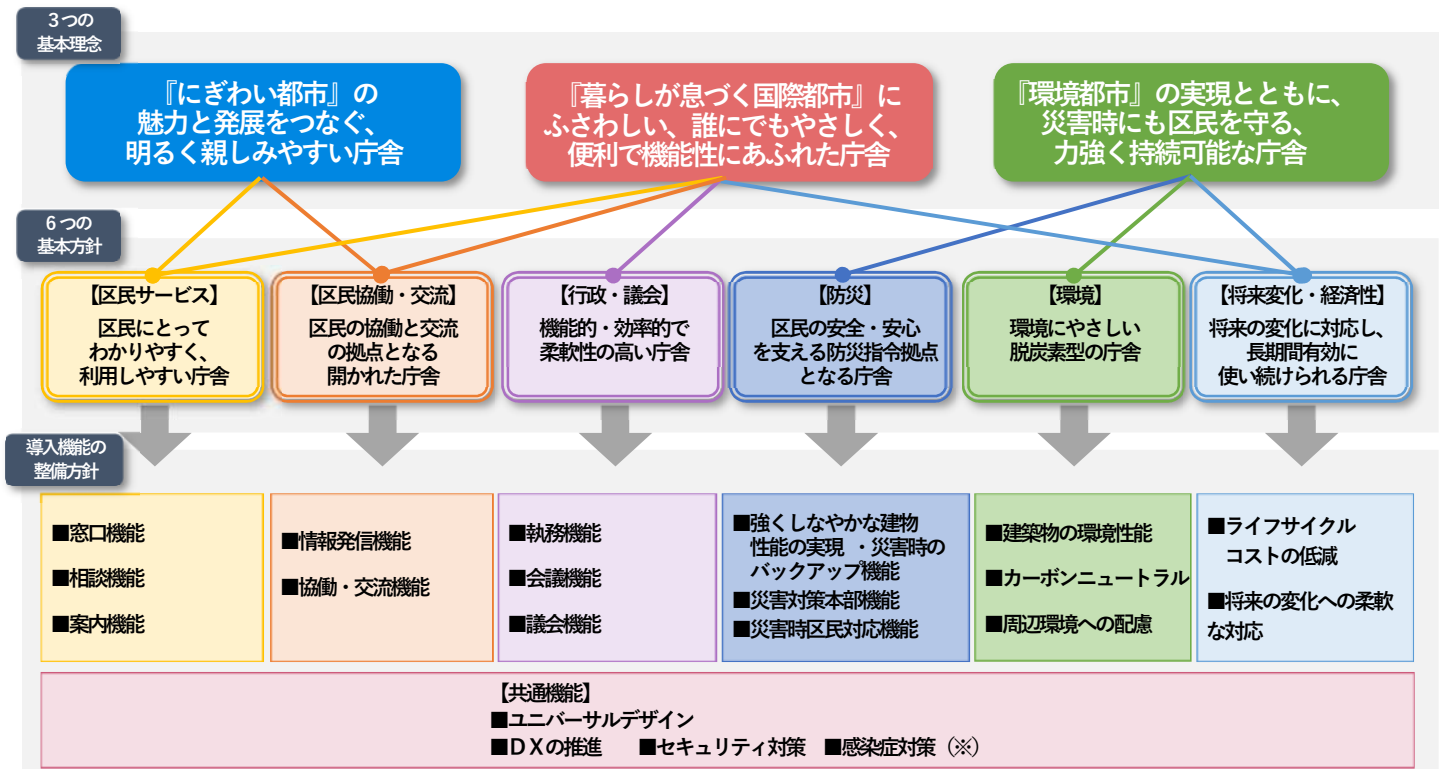 3つの
基本理念
『にぎわい都市』の
魅力と発展をつなぐ、
明るく親しみやすい庁舎
『暮らしが息づく国際都市』に
ふさわしい、誰にでもやさしく、
便利で機能性にあふれた庁舎
『環境都市』の実現とともに、
災害時にも区民を守る、
力強く持続可能な庁舎
6つの
基本方針
【区民サービス】
区民にとって
わかりやすく、
利用しやすい庁舎
【区民協働・交流】
区民の協働と交流
の拠点となる
開かれた庁舎
【行政・議会】
機能的・効率的で
柔軟性の高い庁舎
【防災】
区民の安全・安心
を支える防災指令拠点
となる庁舎
【環境】
環境にやさしい
脱炭素型の庁舎
【将来変化・経済性】
将来の変化に対応し、
長期間有効に
使い続けられる庁舎
導入機能の
整備方針
■窓口機能
■相談機能
■案内機能
■情報発信機能
■協働・交流機能
■執務機能
■会議機能
■議会機能
■強くしなやかな建物
性能の実現 ・災害時の
バックアップ機能
■災害対策本部機能
■災害時区民対応機能
■建築物の環境性能
■カーボンニュートラル
■周辺環境への配慮
■ライフサイクル
コストの低減
■将来の変化への柔軟
な対応
【共通機能】
■ユニバーサルデザイン
■DXの推進 ■セキュリティ対策 ■感染症対策（※）